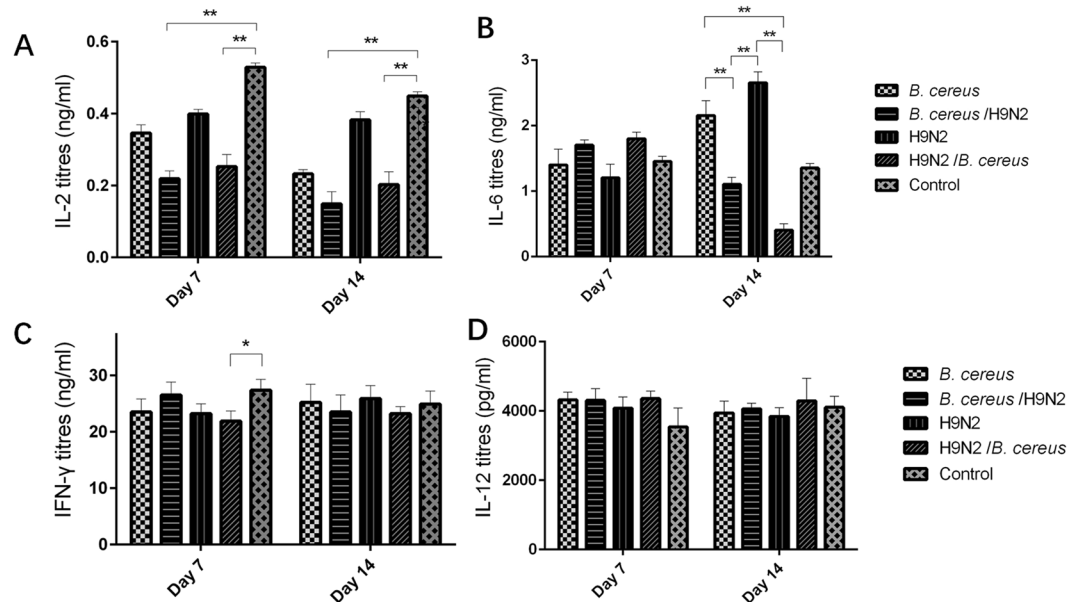 A
IL-2 titres (ng/ml)
0.6
0.4
0.2
0.0
**
**
**
**
Day 7
Day 14
B
IL-6 titres (ng/ml)
3
2
1
0
**
**
**
**
Day 7
Day 14
B. cereus
B. cereus /H9N2
H9N2
H9N2 /B. cereus
Control
C
IFN-γ titres (ng/ml)
30
20
10
0
*
Day 7
Day 14
D
IL-12 titres (pg/ml)
6000
4000
2000
0
Day 7
Day 14
B. cereus
B. cereus /H9N2
H9N2
H9N2 /B. cereus
Control